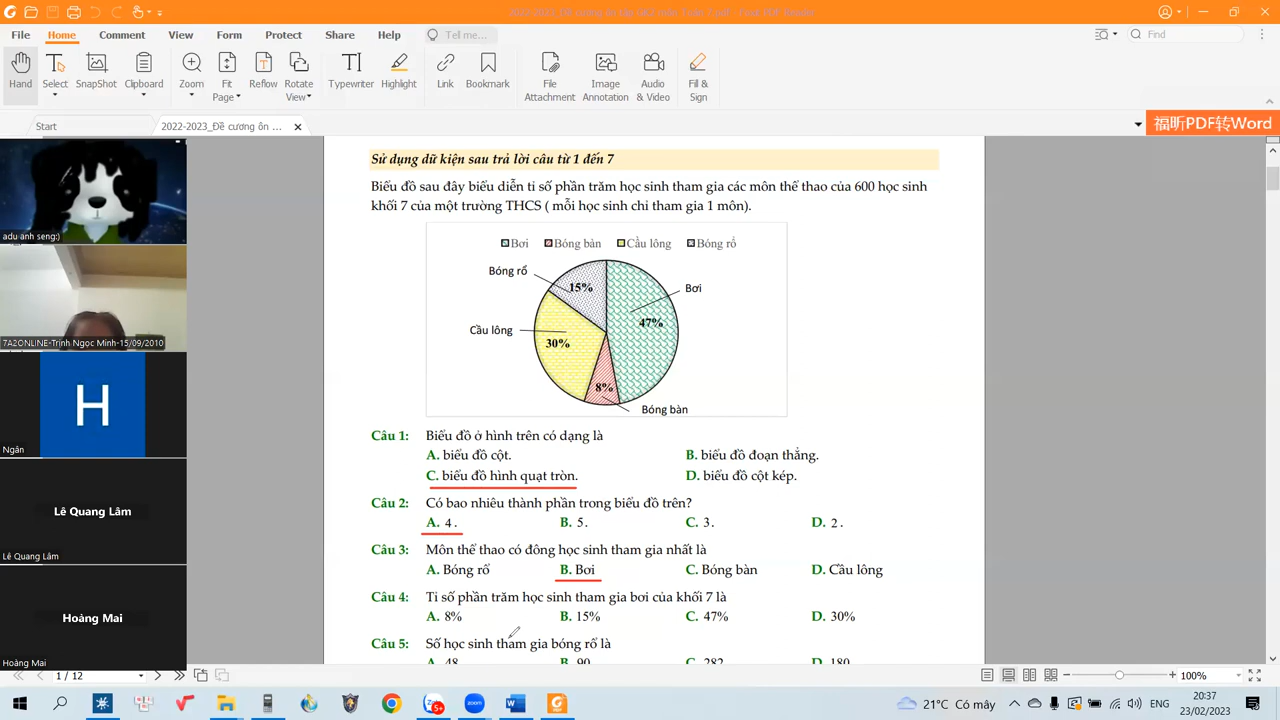 File Home Comment View Form Protect Share Help Tell me... Find
Hand Select SnapShot Clipboard Zoom Fit Page Reflow Rotate View Typewriter Highlight Link Bookmark File Attachment Image Annotation Audio & Video Fill & Sign
Start 2022-2023_Đề cương ôn ... 福昕PDF转Word
adu anh seng:)
7A2ONLINE-Trịnh Ngọc Minh-15/09/2010
H
Ngân
Lê Quang Lâm
Lê Quang Lâm
Hoảng Mai
Hoảng Mai
Sử dụng dữ kiện sau trả lời câu từ 1 đến 7
Biểu đồ sau đây biểu diễn tỉ số phần trăm học sinh tham gia các môn thể thao của 600 học sinh
khối 7 của một trường THCS ( mỗi học sinh chỉ tham gia 1 môn).
Bơi Bóng bàn Cầu lông Bóng rổ
Bóng rổ
15%
Bơi
47%
Cầu lông
30%
8%
Bóng bàn
Câu 1: Biểu đồ ở hình trên có dạng là
A. biểu đồ cột. B. biểu đồ đoạn thẳng.
C. biểu đồ hình quạt tròn. D. biểu đồ cột kép.
Câu 2: Có bao nhiêu thành phần trong biểu đồ trên?
A. 4 . B. 5 . C. 3 . D. 2 .
Câu 3: Môn thể thao có đông học sinh tham gia nhất là
A. Bóng rổ B. Bơi C. Bóng bàn D. Cầu lông
Câu 4: Tỉ số phần trăm học sinh tham gia bơi của khối 7 là
A. 8% B. 15% C. 47% D. 30%
Câu 5: Số học sinh tham gia bóng rổ là
A. 48 B. 90 C. 282 D. 180
1 / 12 100%
21°C Có mây ENG 20:37
23/02/2023